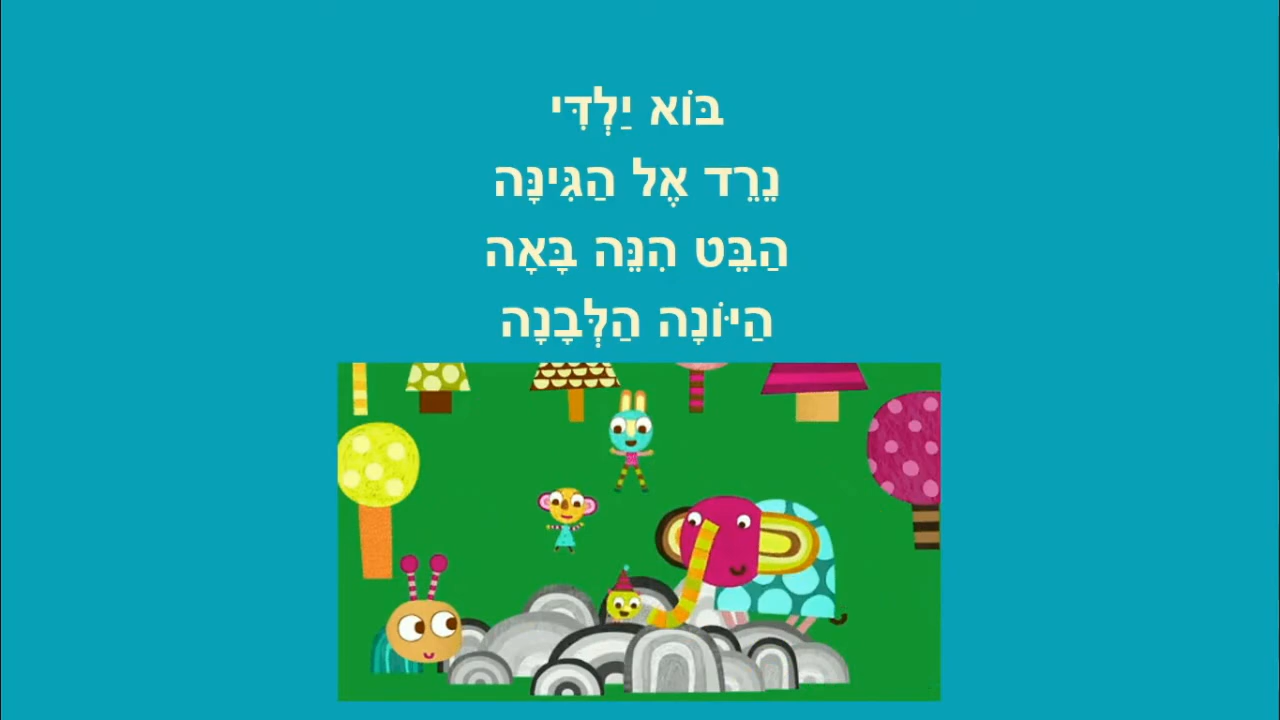 בּוֹא יַלְדִּי
נֵרֵד אֶל הַגִּינָּה
הַבֵּט הִנֵּה בָּאָה
הַיּוֹנָה הַלְּבָנָה